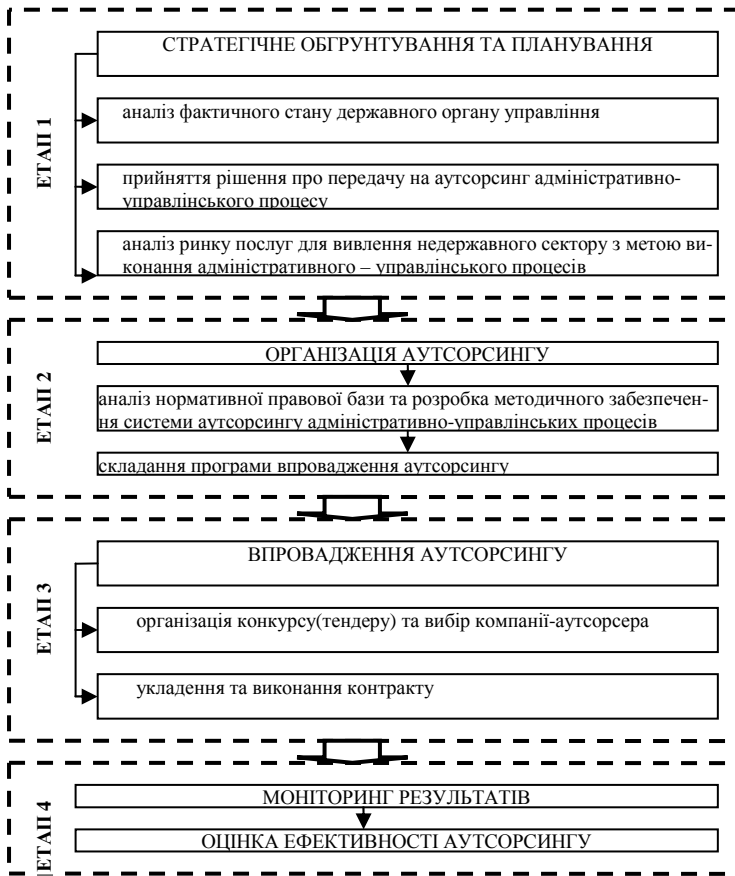 ЕТАП 1
СТРАТЕГІЧНЕ ОБГРУНТУВАННЯ ТА ПЛАНУВАННЯ
аналіз фактичного стану державного органу управління
прийняття рішення про передачу на аутсорсинг адміністративно-
управлінського процесу
аналіз ринку послуг для вивлення недержавного сектору з метою ви-
конання адміністративного – управлінського процесів
ЕТАП 2
ОРГАНІЗАЦІЯ АУТСОРСИНГУ
аналіз нормативної правової бази та розробка методичного забезпечен-
ня системи аутсорсингу адміністративно-управлінських процесів
складання програми впровадження аутсорсингу
ЕТАП 3
ВПРОВАДЖЕННЯ АУТСОРСИНГУ
організація конкурсу(тендеру) та вибір компанії-аутсорсера
укладення та виконання контракту
ЕТАП 4
МОНІТОРИНГ РЕЗУЛЬТАТІВ
ОЦІНКА ЕФЕКТИВНОСТІ АУТСОРСИНГУ